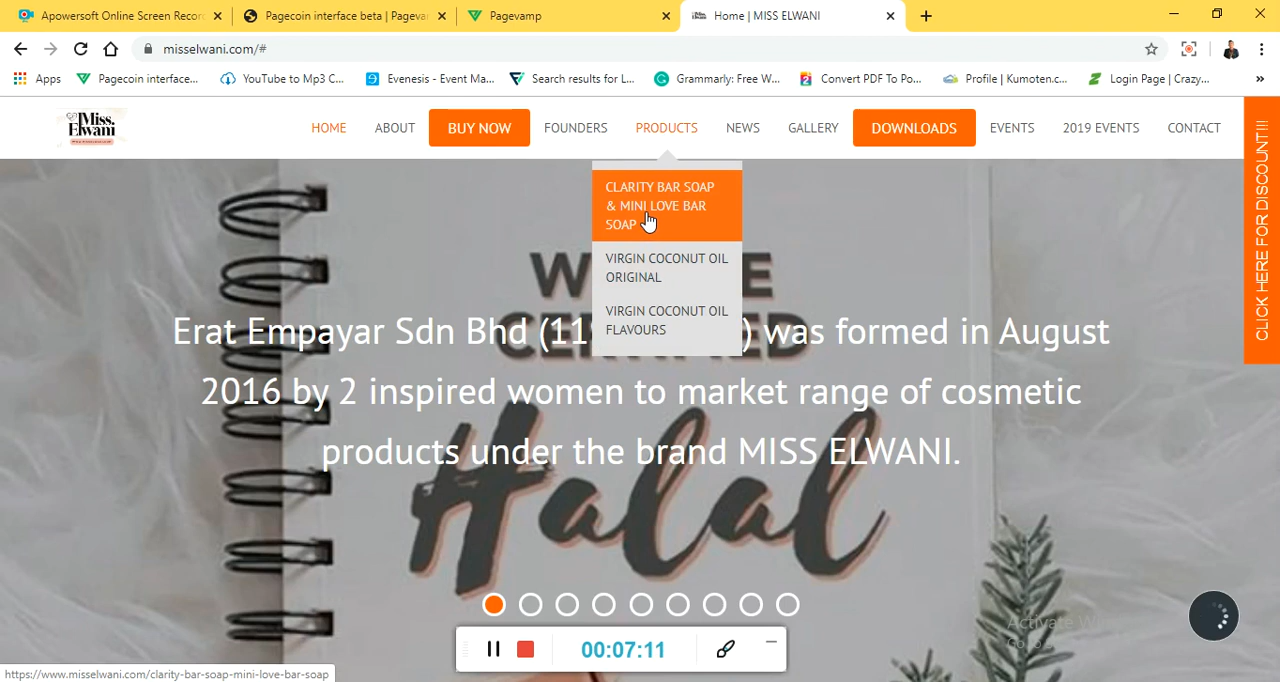 Apowersoft Online Screen Recor
Pagecoin interface beta | Pagevar
Pagevamp
Home | MISS ELWANI
misselwani.com/#
Apps
Pagecoin interface...
YouTube to Mp3 C...
Evenesis - Event Ma...
Search results for L...
Grammarly: Free W...
Convert PDF To Po...
Profile | Kumoten.c...
Login Page | Crazy...
»
Miss.
Elwani
HOME
ABOUT
BUY NOW
FOUNDERS
PRODUCTS
NEWS
GALLERY
DOWNLOADS
EVENTS
2019 EVENTS
CONTACT
CLICK HERE FOR DISCOUNT!!!
CLARITY BAR SOAP
& MINI LOVE BAR
SOAP
VIRGIN COCONUT OIL
ORIGINAL
VIRGIN COCONUT OIL
FLAVOURS
Erat Empayar Sdn Bhd (11 ) was formed in August
2016 by 2 inspired women to market range of cosmetic
products under the brand MISS ELWANI.
Halal
00:07:11
Activate Wi
Go to S
https://www.misselwani.com/clarity-bar-soap-mini-love-bar-soap